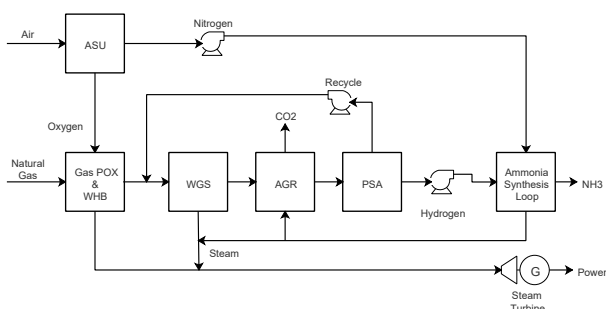 Air
ASU
Nitrogen
Recycle
CO2
Oxygen
Natural
Gas
Gas POX
&
WHB
WGS
AGR
PSA
Hydrogen
Ammonia
Synthesis
Loop
NH3
Steam
G
Power
Steam
Turbine